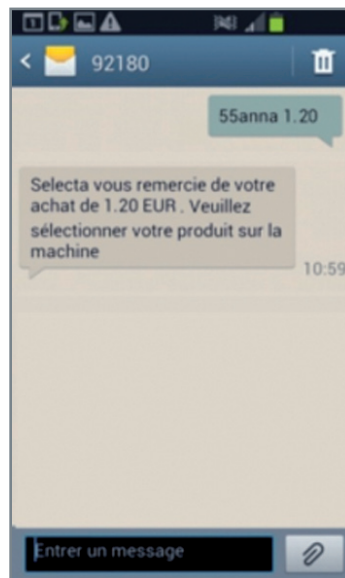 92180
55anna 1.20
Selecta vous remercie de votre
achat de 1.20 EUR . Veuillez
sélectionner votre produit sur la
machine
10:59
Entrer un message